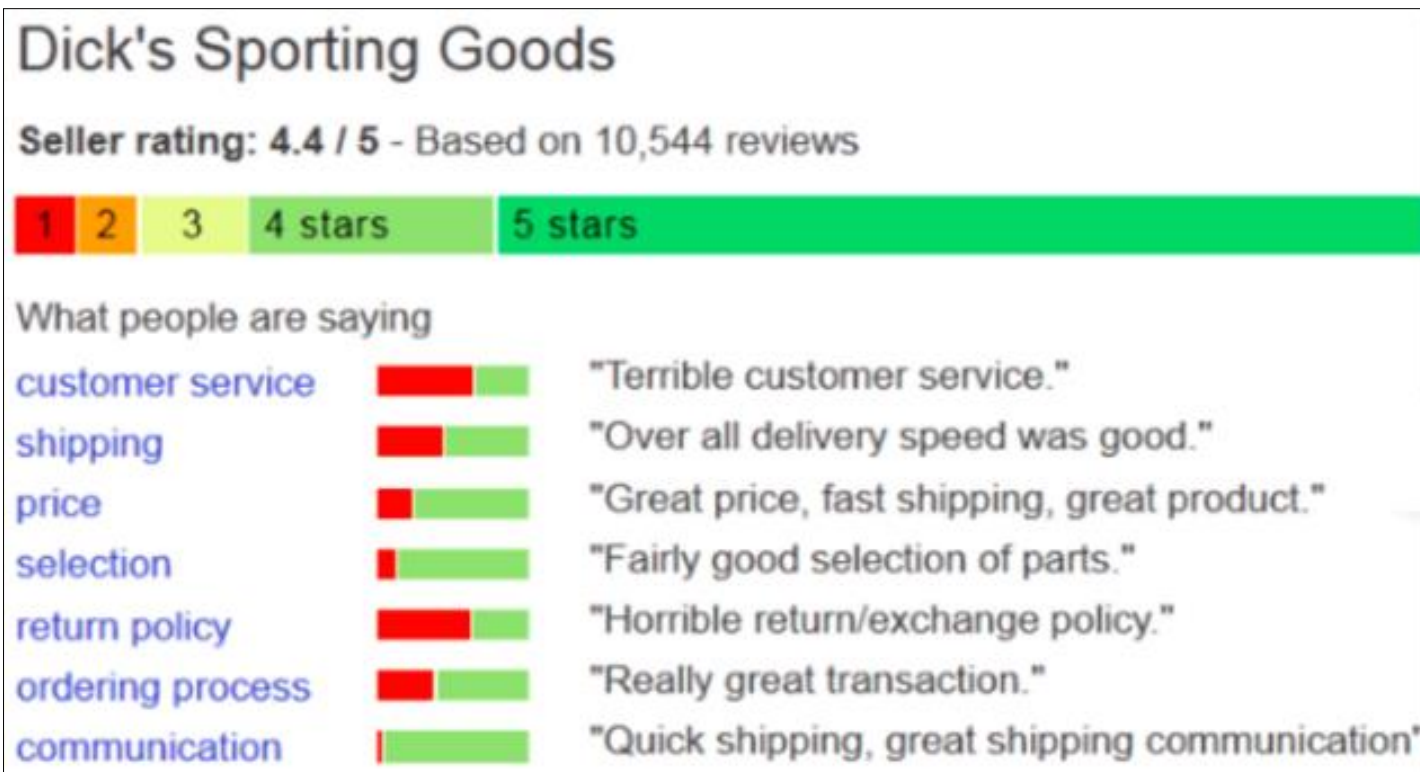 Dick's Sporting Goods
Seller rating: 4.4 / 5 - Based on 10,544 reviews
1 2 3 4 stars 5 stars
What people are saying
customer service "Terrible customer service."
shipping "Over all delivery speed was good."
price "Great price, fast shipping, great product."
selection "Fairly good selection of parts."
return policy "Horrible return/exchange policy."
ordering process "Really great transaction."
communication "Quick shipping, great shipping communication"